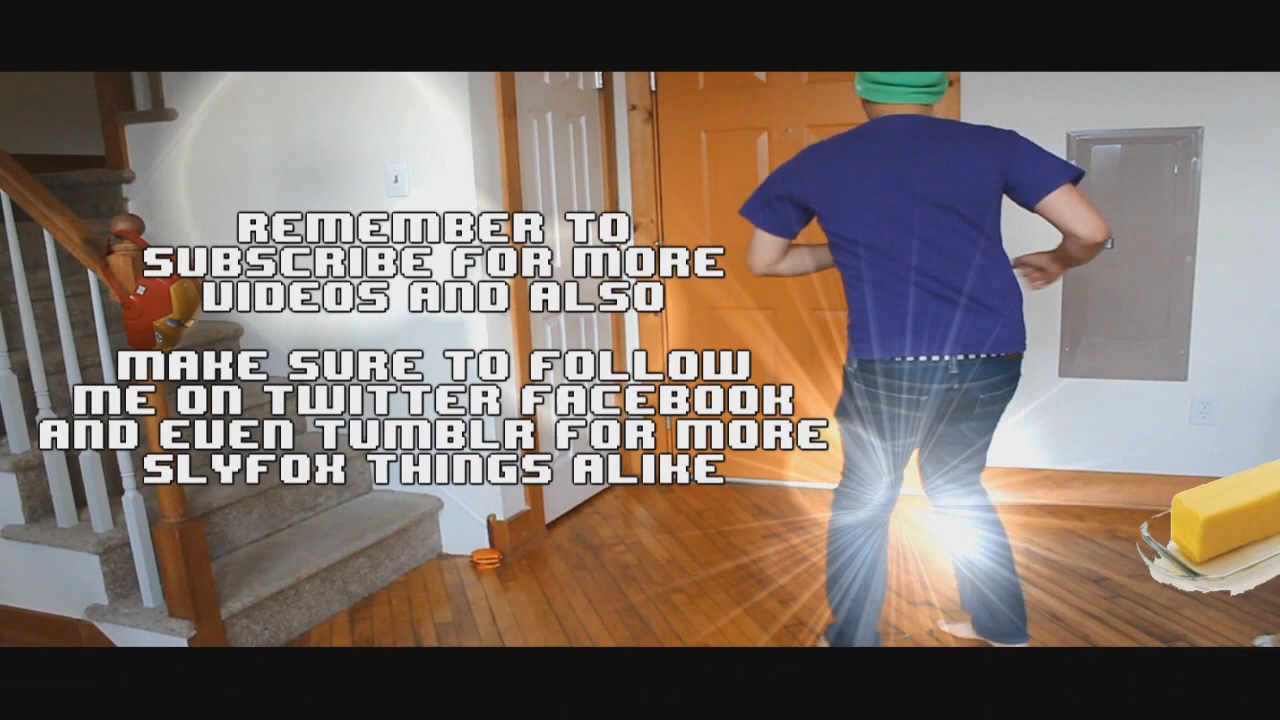 REMEMBER TO
SUBSCRIBE FOR MORE
VIDEOS AND ALSO
MAKE SURE TO FOLLOW
ME ON TWITTER FACEBOOK
AND EVEN TUMBLR FOR MORE
SLYFOX THINGS ALIKE